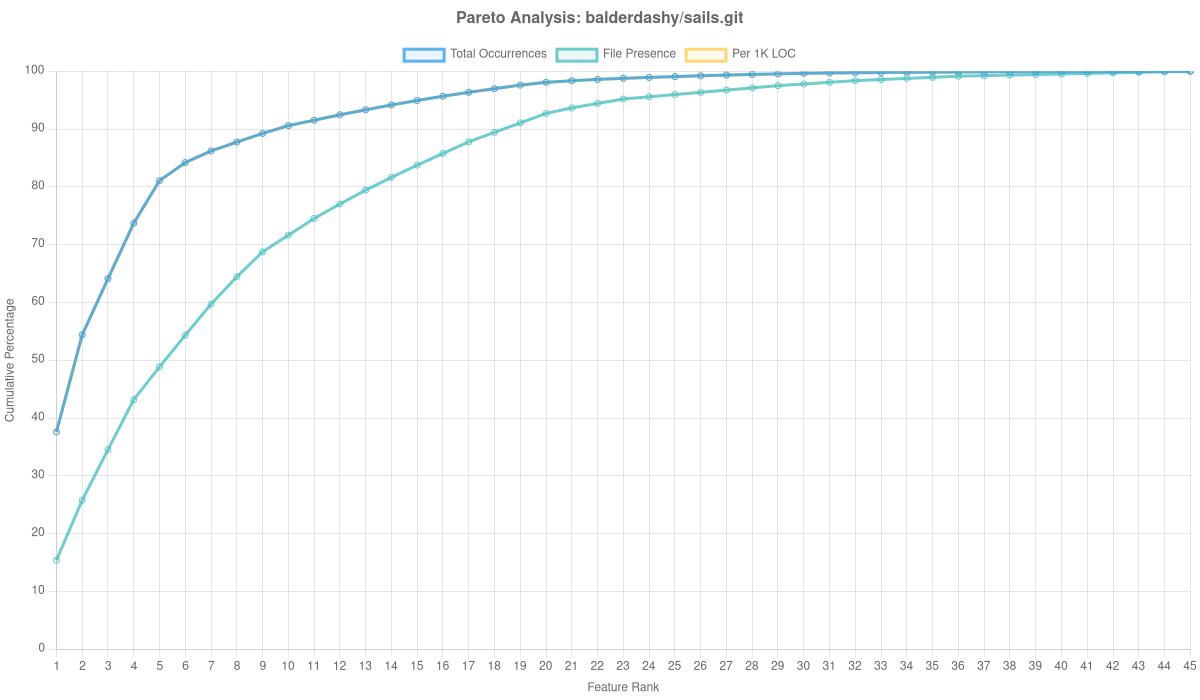 Pareto Analysis: balderdashy/sails.git
Total Occurrences File Presence Per 1K LOC
100
90
80
70
60
50
40
30
20
10
0
Cumulative Percentage
1 2 3 4 5 6 7 8 9 10 11 12 13 14 15 16 17 18 19 20 21 22 23 24 25 26 27 28 29 30 31 32 33 34 35 36 37 38 39 40 41 42 43 44 45
Feature Rank